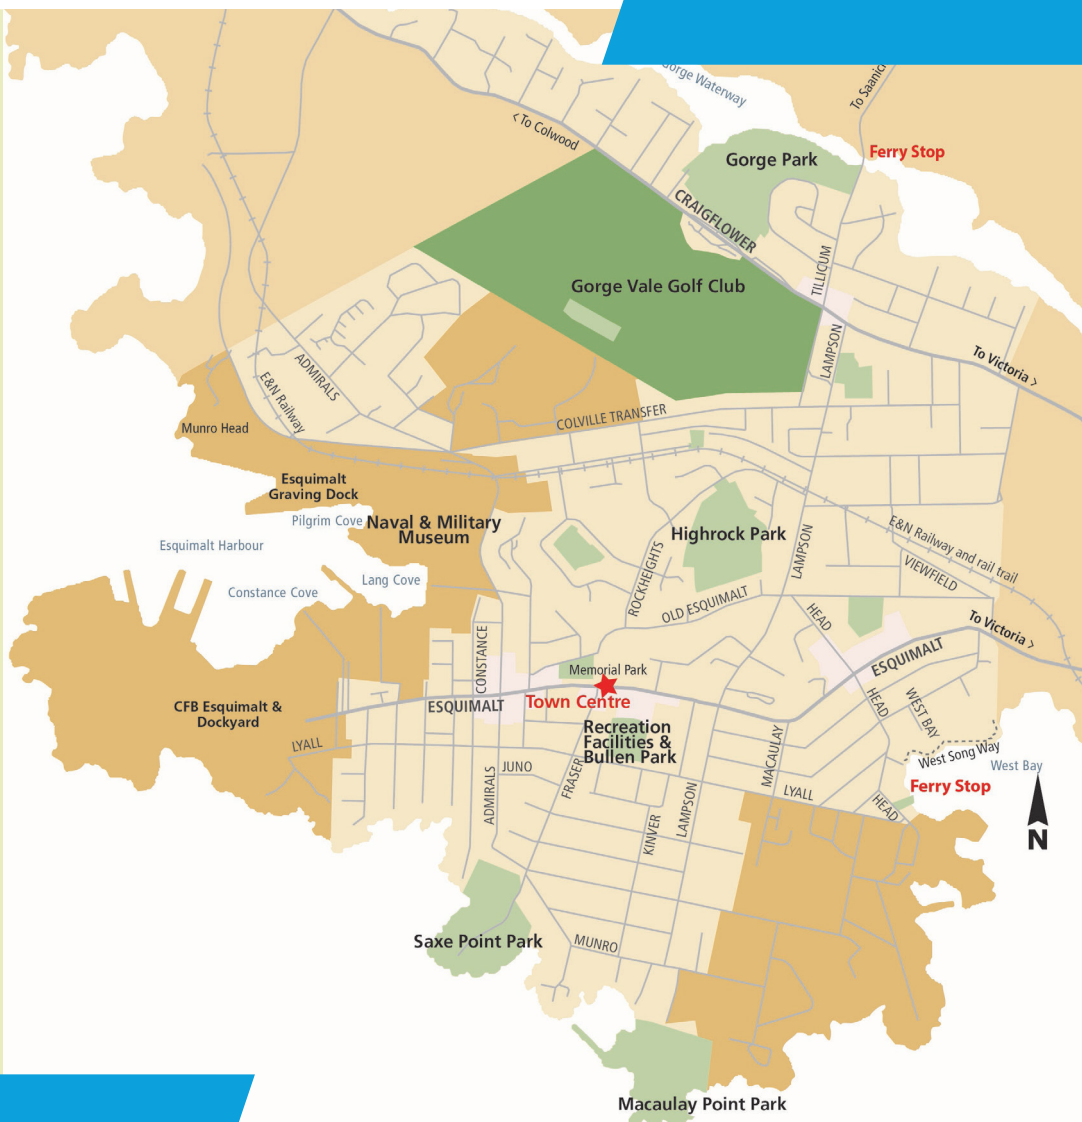 Gorge Waterway
To Saanich
< To Colwood
Gorge Park
Ferry Stop
CRAIGFLOWER
TILLICUM
Gorge Vale Golf Club
LAMPSON
To Victoria >
ADMIRALS
E&N Railway
COLVILLE TRANSFER
Munro Head
Esquimalt
Graving Dock
Pilgrim Cove
Naval & Military
Museum
Esquimalt Harbour
Highrock Park
LAMPSON
E&N Railway and rail trail
VIEWFIELD
Lang Cove
Constance Cove
ROCKHEIGHTS
OLD ESQUIMALT
HEAD
To Victoria >
CONSTANCE
Memorial Park
ESQUIMALT
Town Centre
ESQUIMALT
CFB Esquimalt &
Dockyard
HEAD
WEST BAY
Recreation
Facilities &
Bullen Park
LYALL
MACAULAY
West Song Way
West Bay
Ferry Stop
JUNO
FRASER
ADMIRALS
LYALL
HEAD
KINVER
LAMPSON
N
Saxe Point Park
MUNRO
Macaulay Point Park